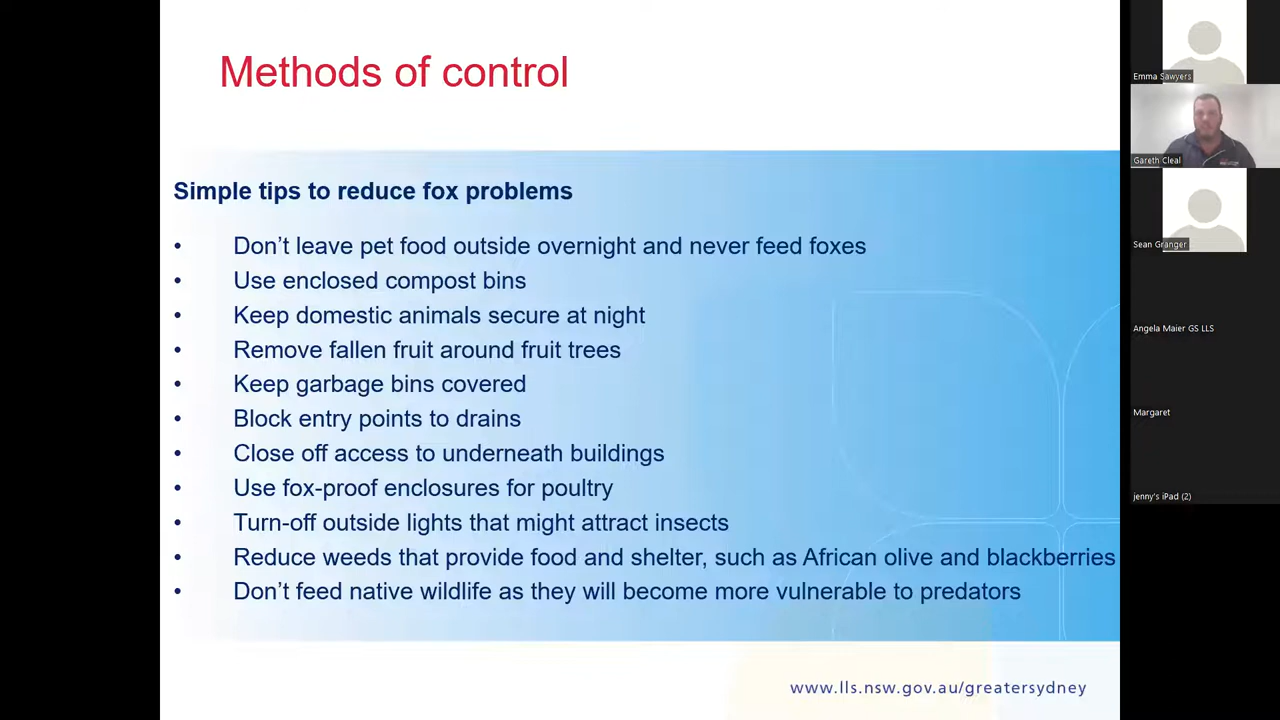 Methods of control
Simple tips to reduce fox problems
• Don’t leave pet food outside overnight and never feed foxes
• Use enclosed compost bins
• Keep domestic animals secure at night
• Remove fallen fruit around fruit trees
• Keep garbage bins covered
• Block entry points to drains
• Close off access to underneath buildings
• Use fox-proof enclosures for poultry
• Turn-off outside lights that might attract insects
• Reduce weeds that provide food and shelter, such as African olive and blackberries
• Don’t feed native wildlife as they will become more vulnerable to predators
www.lls.nsw.gov.au/greatersydney
Emma Sawyers
Gareth Cleal
Sean Granger
Angela Maier GS LLS
Margaret
jenny's iPad (2)